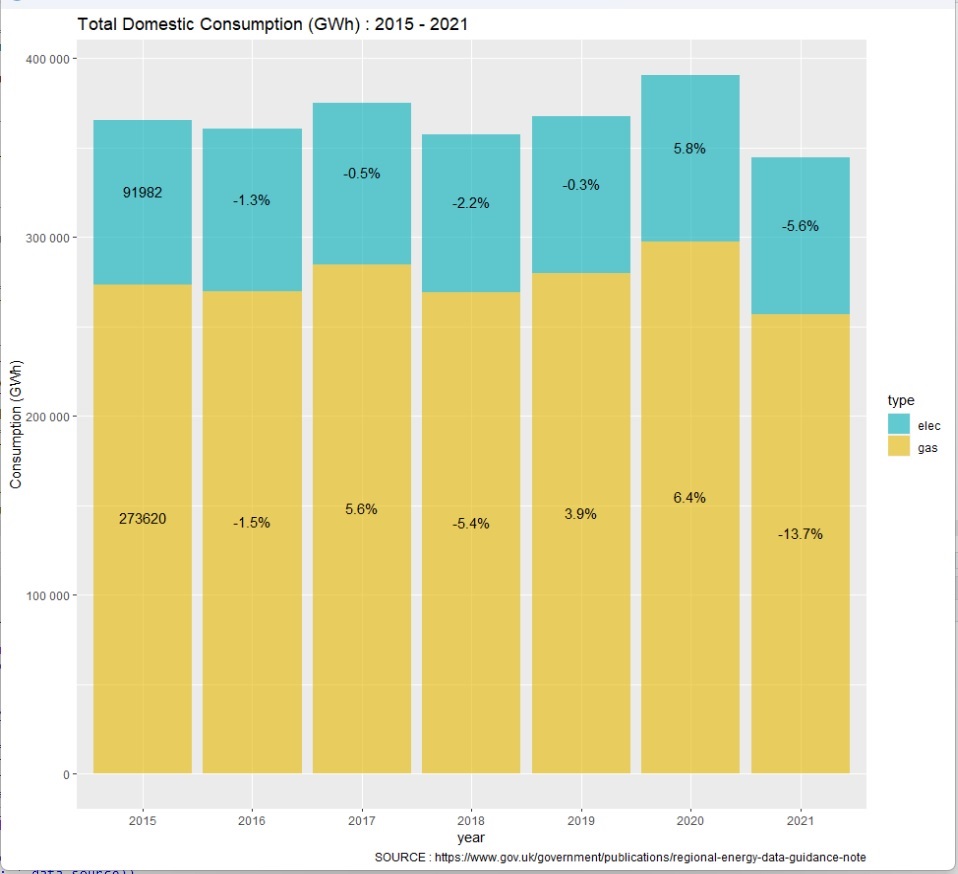 Total Domestic Consumption (GWh) : 2015 - 2021
400 000
300 000
200 000
100 000
0
Consumption (GWh)
91982
-1.3%
-0.5%
-2.2%
-0.3%
5.8%
-5.6%
273620
-1.5%
5.6%
-5.4%
3.9%
6.4%
-13.7%
type
elec
gas
2015 2016 2017 2018 2019 2020 2021
year
SOURCE : https://www.gov.uk/government/publications/regional-energy-data-guidance-note